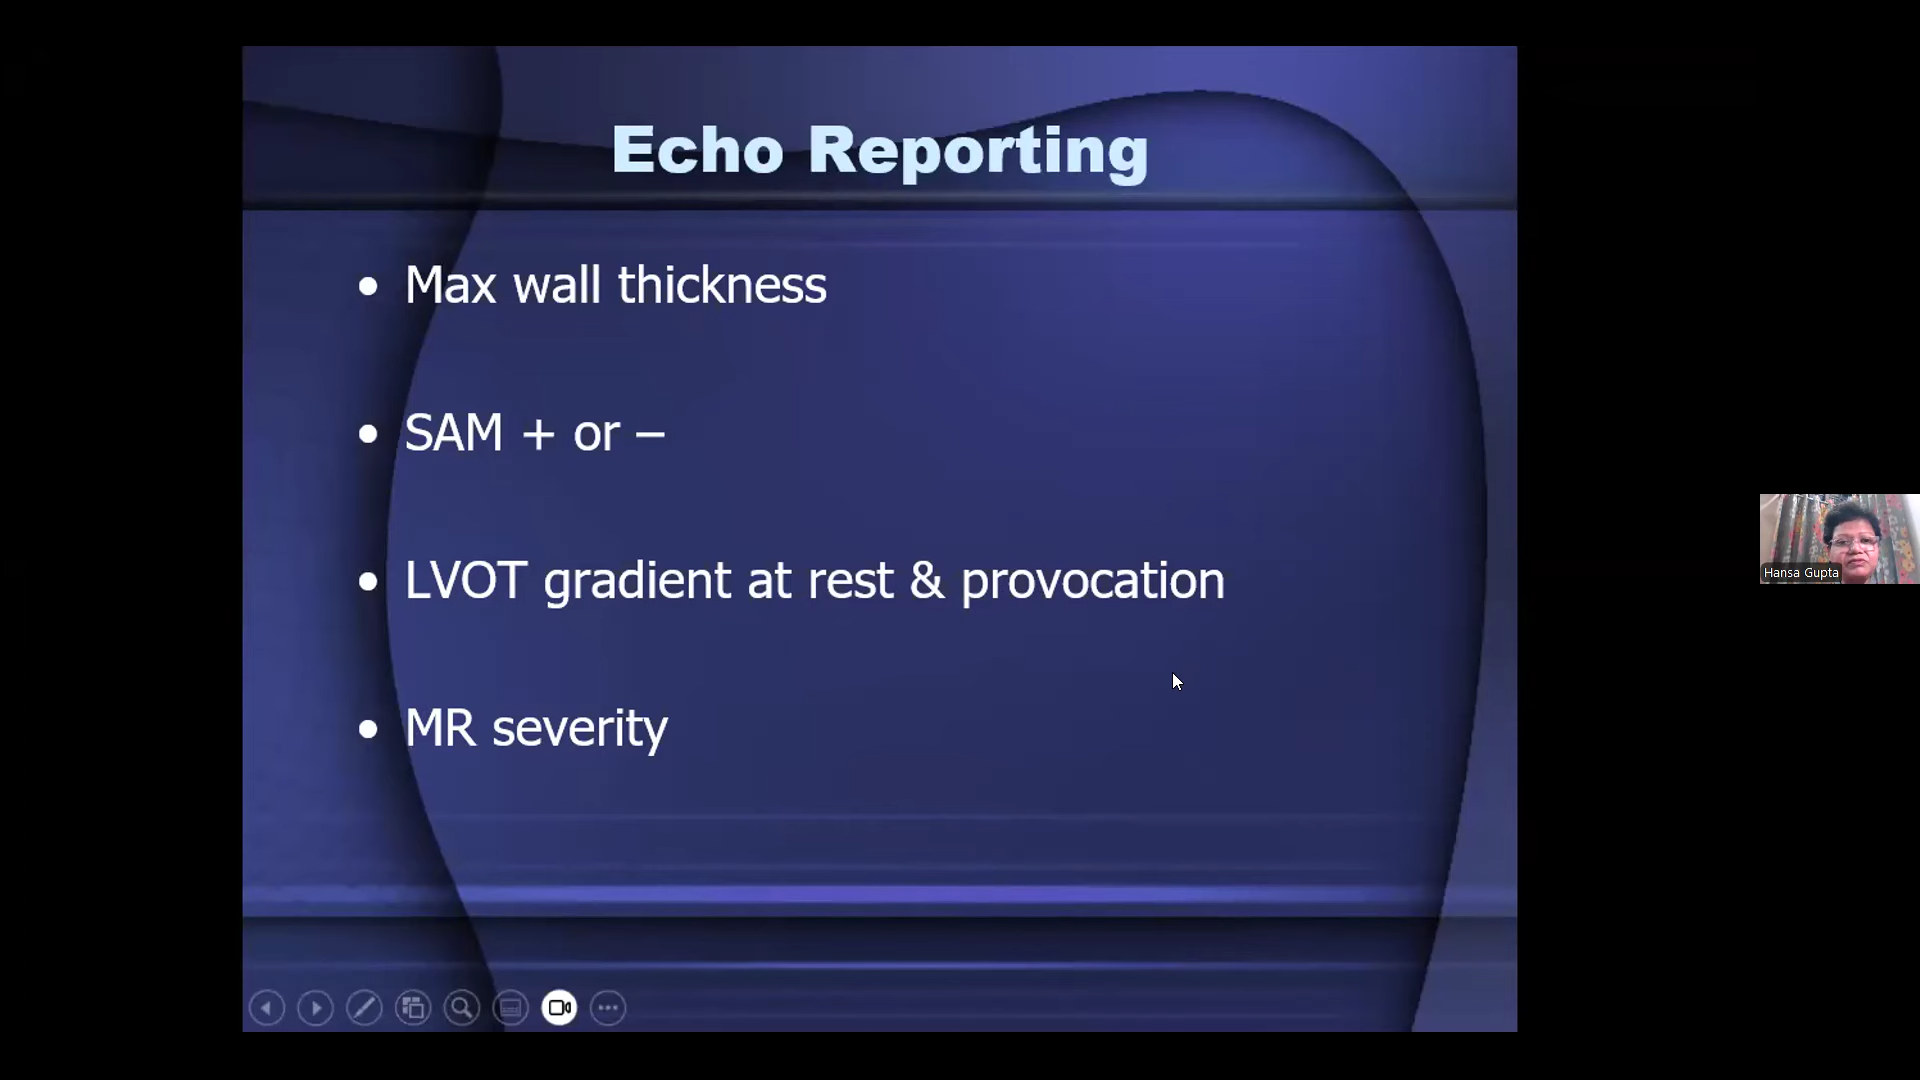 Echo Reporting
• Max wall thickness
• SAM + or –
• LVOT gradient at rest & provocation
• MR severity
Hansa Gupta